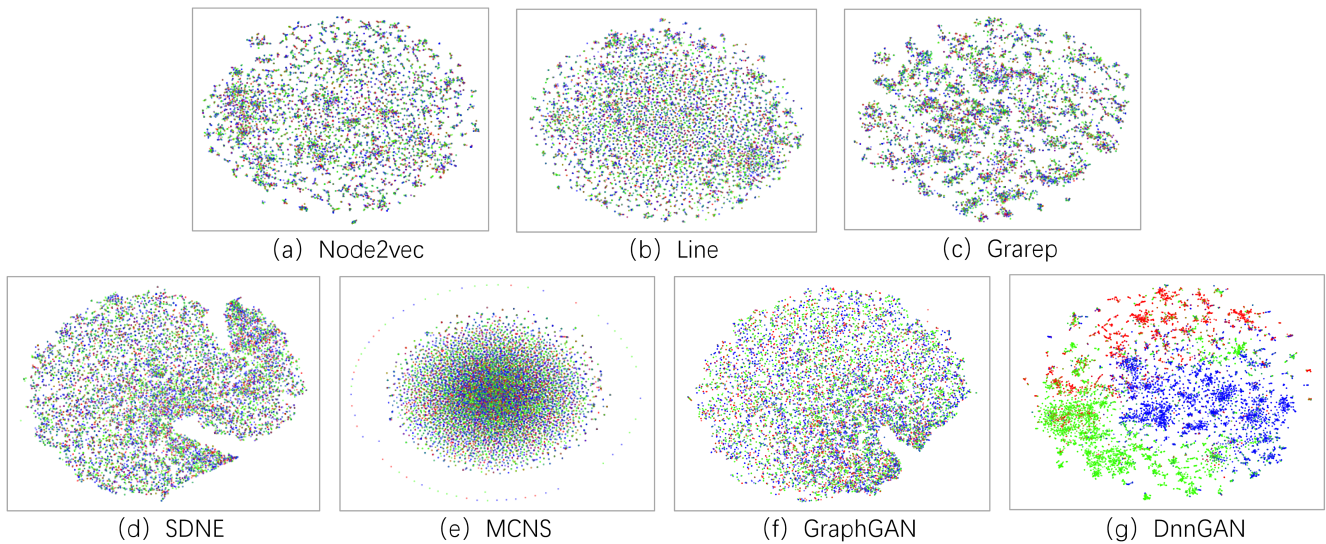 (a) Node2vec
(b) Line
(c) Grarep
(d) SDNE
(e) MCNS
(f) GraphGAN
(g) DnnGAN